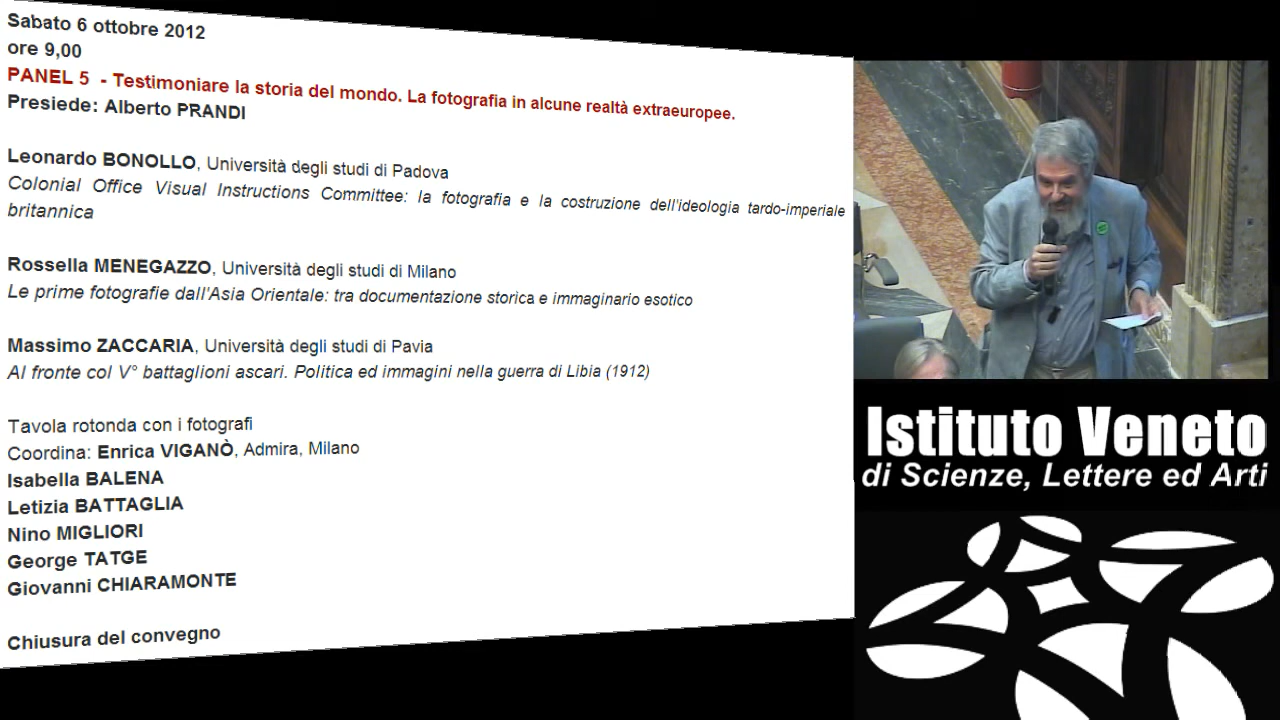 Sabato 6 ottobre 2012
ore 9,00
PANEL 5 - Testimoniare la storia del mondo. La fotografia in alcune realtà extraeuropee.
Presiede: Alberto PRANDI
Leonardo BONOLLO, Università degli studi di Padova
Colonial Office Visual Instructions Committee: la fotografia e la costruzione dell'ideologia tardo-imperiale
britannica
Rossella MENEGAZZO, Università degli studi di Milano
Le prime fotografie dall'Asia Orientale: tra documentazione storica e immaginario esotico
Massimo ZACCARIA, Università degli studi di Pavia
Al fronte col V° battaglioni ascari. Politica ed immagini nella guerra di Libia (1912)
Tavola rotonda con i fotografi
Coordina: Enrica VIGANÒ, Admira, Milano
Isabella BALENA
Letizia BATTAGLIA
Nino MIGLIORI
George TATGE
Giovanni CHIARAMONTE
Chiusura del convegno
Istituto Veneto
di Scienze, Lettere ed Arti